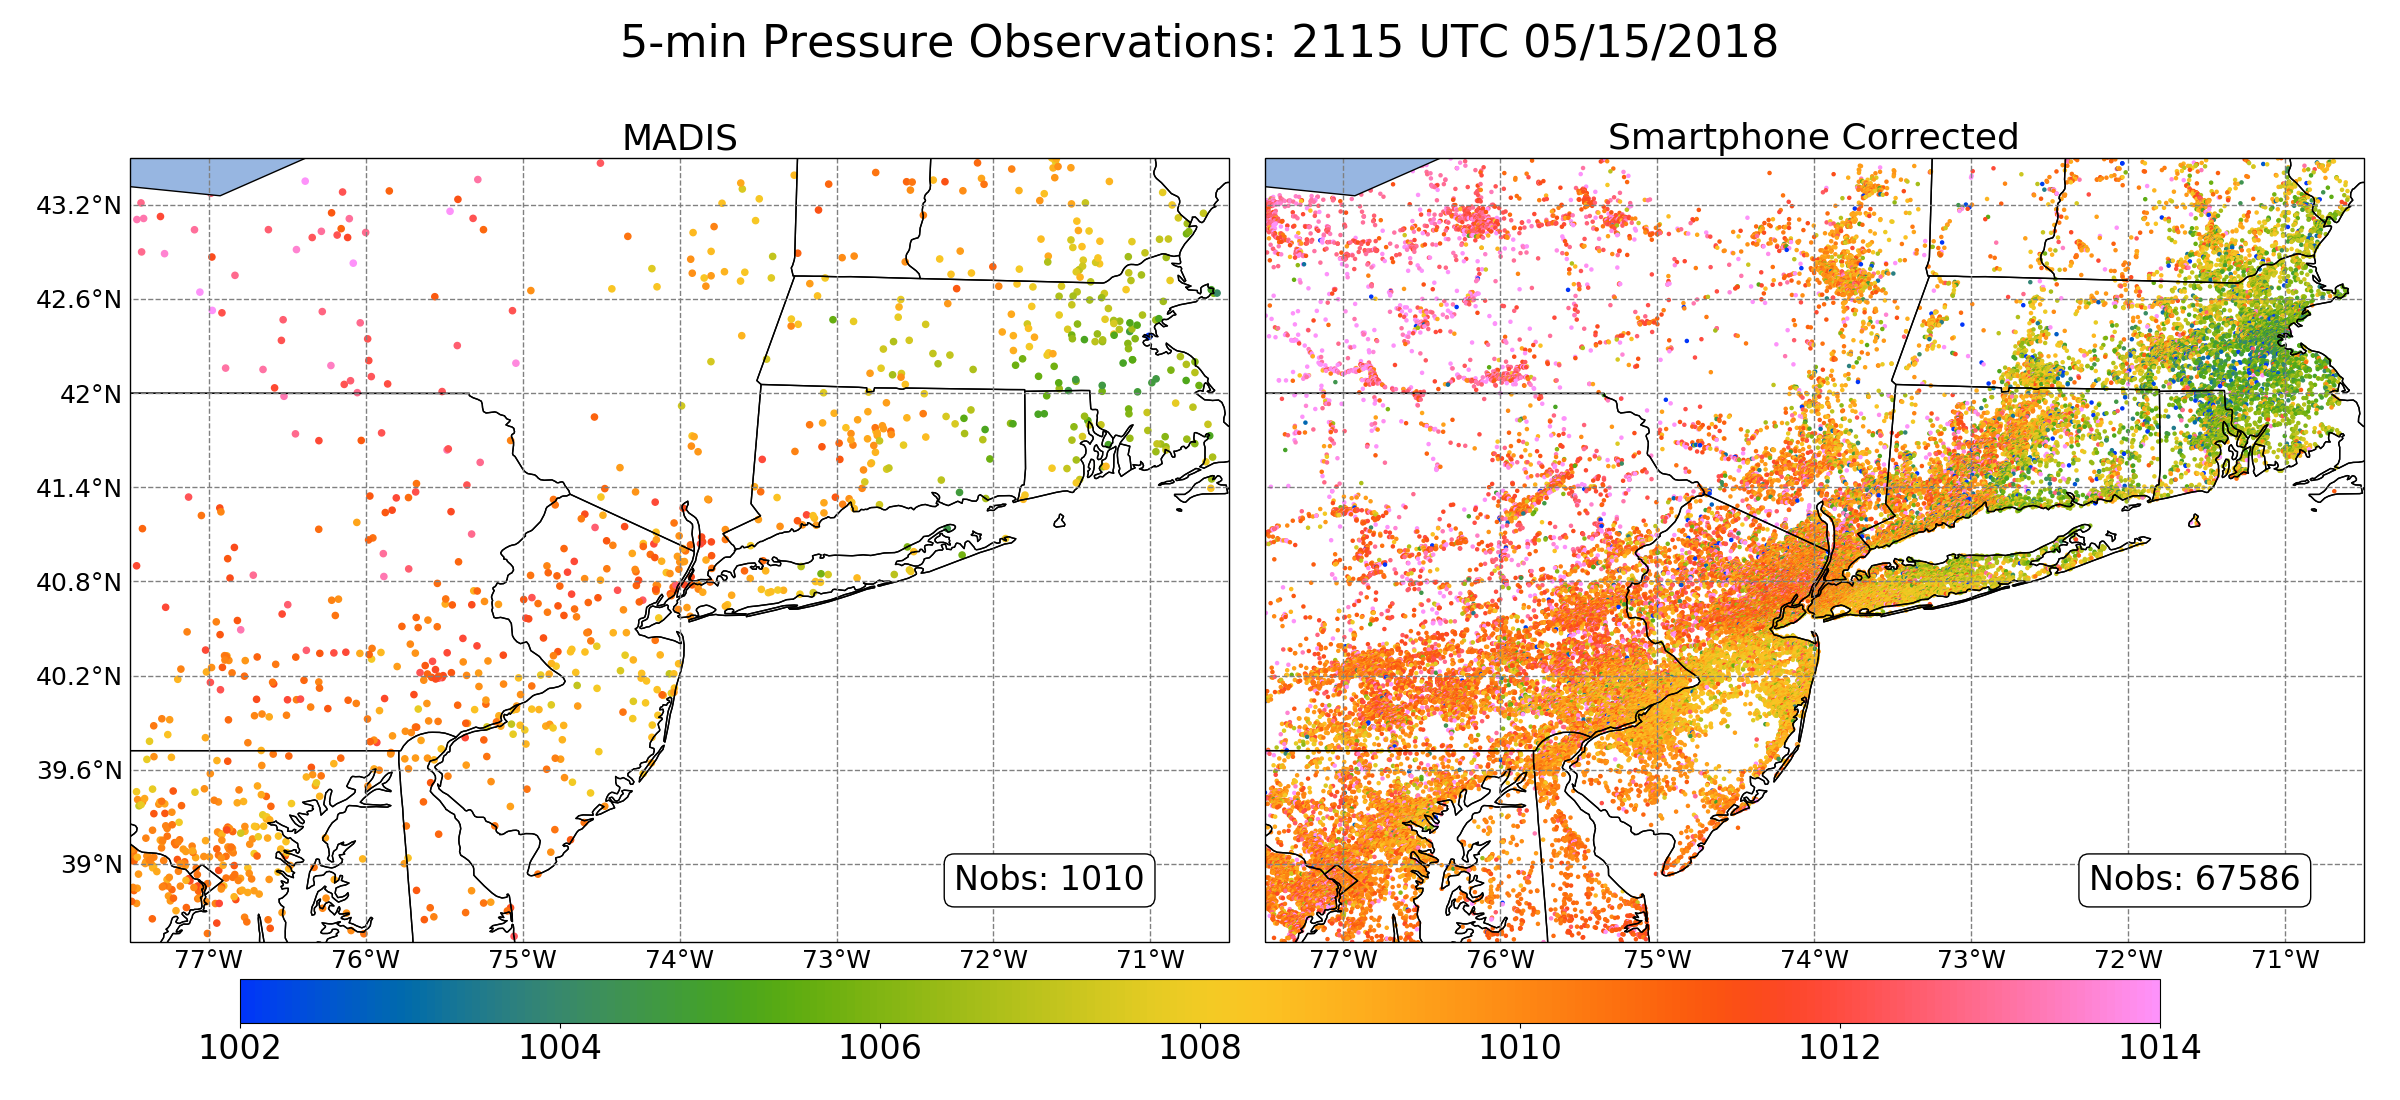 5-min Pressure Observations: 2115 UTC 05/15/2018
MADIS
Smartphone Corrected
43.2°N
42.6°N
42°N
41.4°N
40.8°N
40.2°N
39.6°N
39°N
Nobs: 1010
Nobs: 67586
77°W 76°W 75°W 74°W 73°W 72°W 71°W
77°W 76°W 75°W 74°W 73°W 72°W 71°W
1002 1004 1006 1008 1010 1012 1014